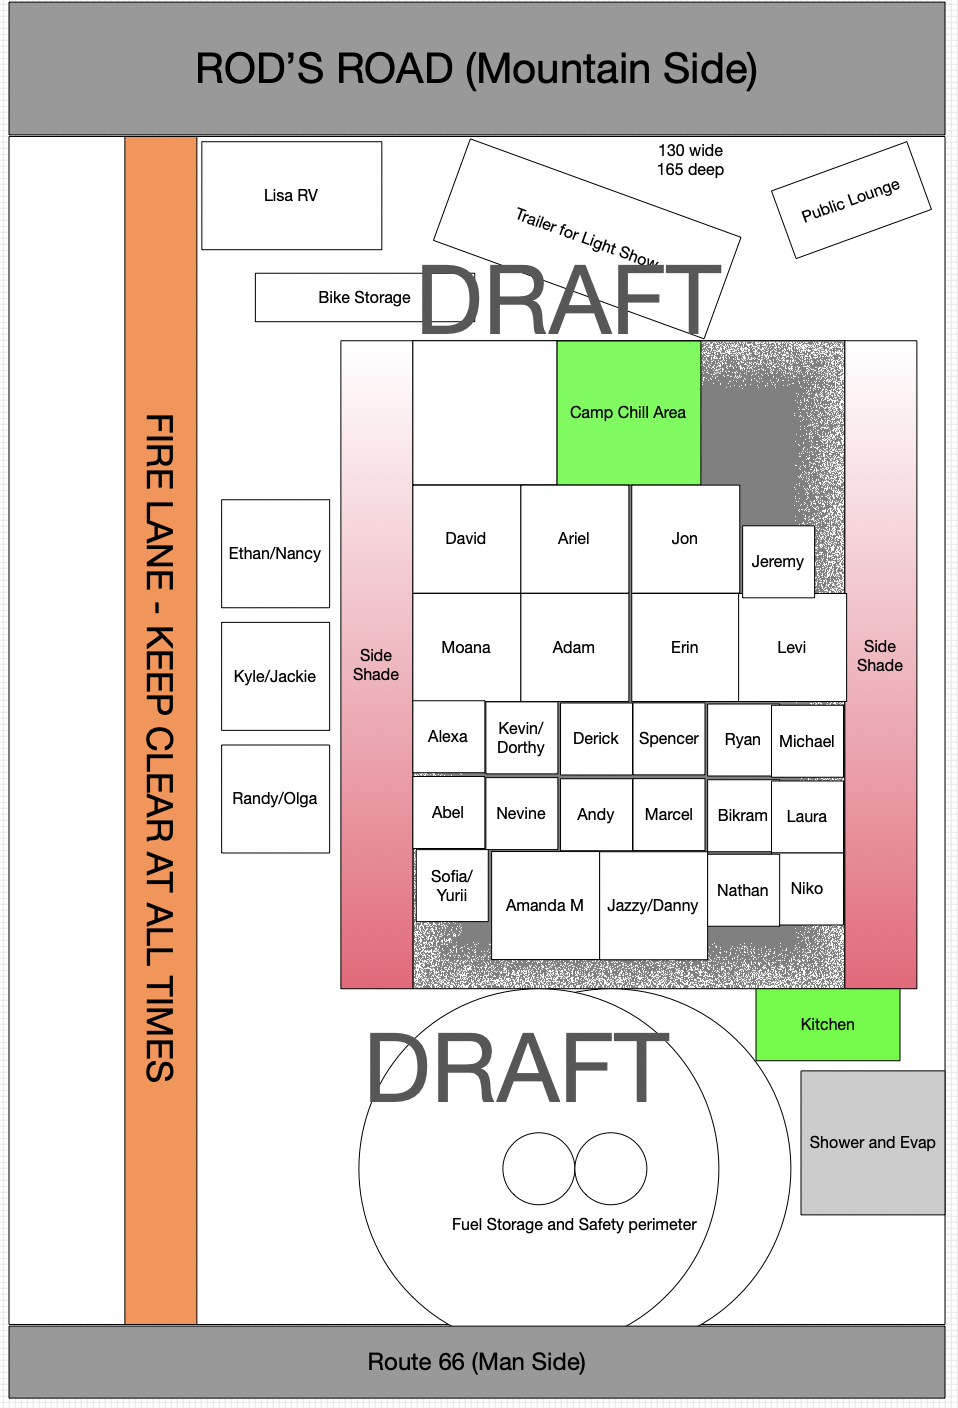 ROD’S ROAD (Mountain Side)
130 wide
165 deep
Lisa RV
Trailer for Light Show
Public Lounge
Bike Storage
DRAFT
Camp Chill Area
FIRE LANE - KEEP CLEAR AT ALL TIMES
David
Ariel
Jon
Jeremy
Ethan/Nancy
Moana
Adam
Erin
Levi
Side
Shade
Side
Shade
Kyle/Jackie
Alexa
Kevin/
Dorthy
Derick
Spencer
Ryan
Michael
Randy/Olga
Abel
Nevine
Andy
Marcel
Bikram
Laura
Sofia/
Yurii
Amanda M
Jazzy/Danny
Nathan
Niko
Kitchen
DRAFT
Shower and Evap
Fuel Storage and Safety perimeter
Route 66 (Man Side)